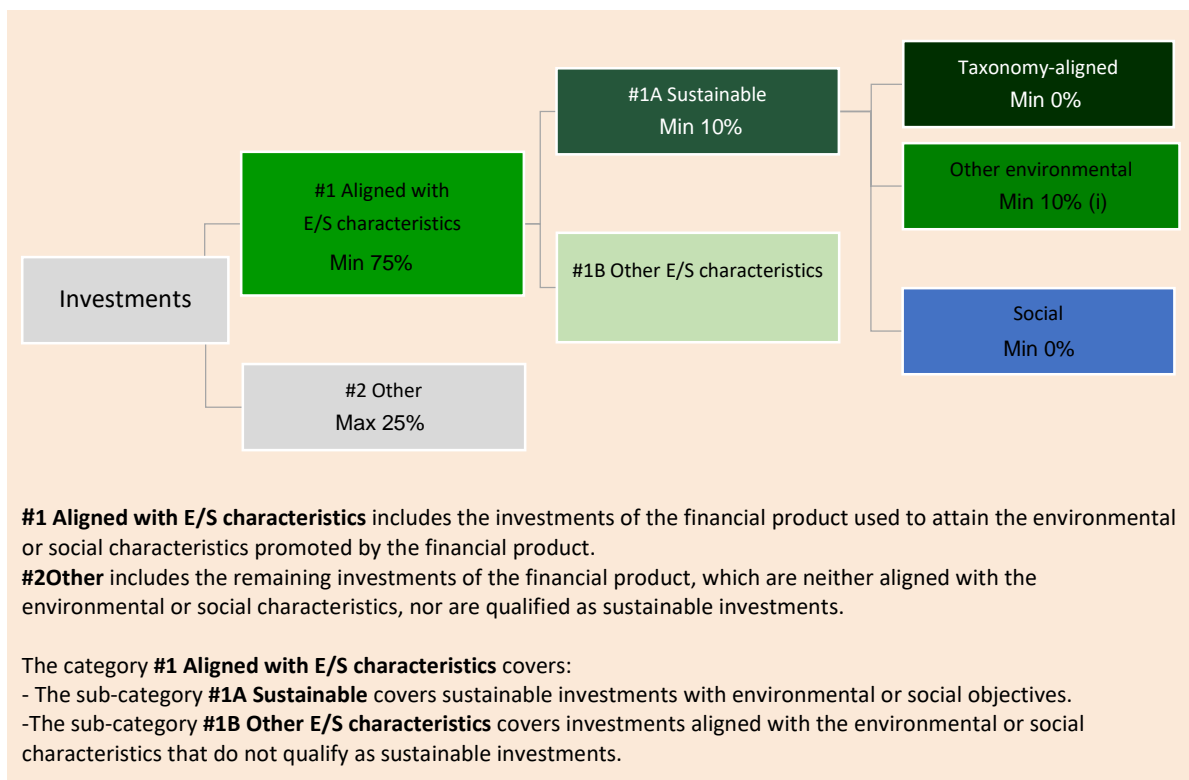 Investments
#1 Aligned with
E/S characteristics
Min 75%
#2 Other
Max 25%
#1A Sustainable
Min 10%
#1B Other E/S characteristics
Taxonomy-aligned
Min 0%
Other environmental
Min 10% (i)
Social
Min 0%
#1 Aligned with E/S characteristics includes the investments of the financial product used to attain the environmental
or social characteristics promoted by the financial product.
#2Other includes the remaining investments of the financial product, which are neither aligned with the
environmental or social characteristics, nor are qualified as sustainable investments.
The category #1 Aligned with E/S characteristics covers:
- The sub-category #1A Sustainable covers sustainable investments with environmental or social objectives.
-The sub-category #1B Other E/S characteristics covers investments aligned with the environmental or social
characteristics that do not qualify as sustainable investments.